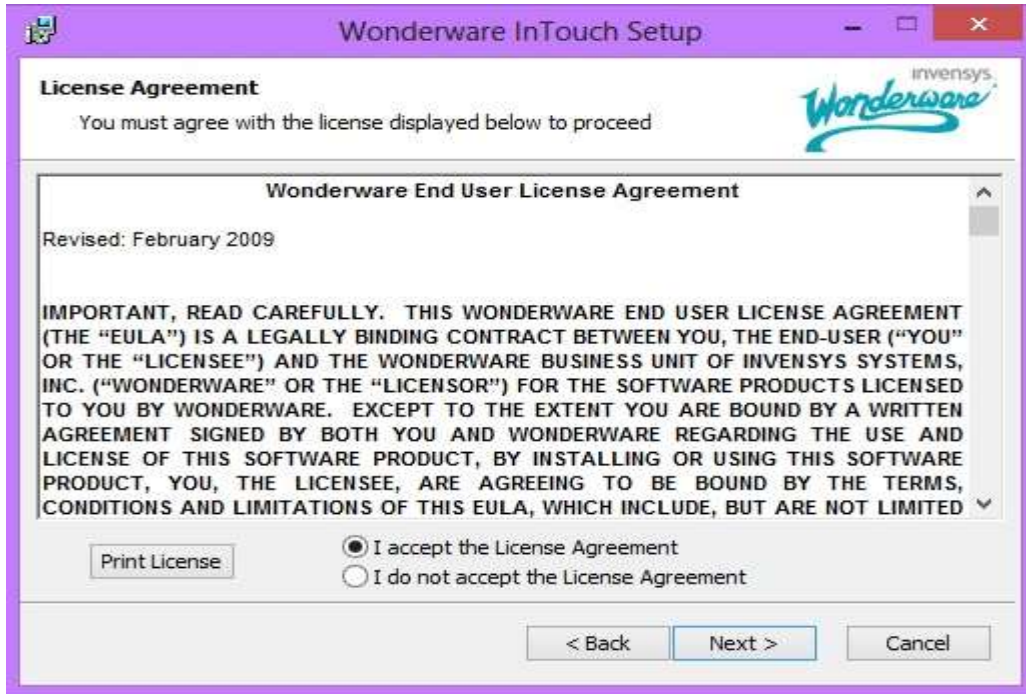 Wonderware InTouch Setup
License Agreement
You must agree with the license displayed below to proceed
invensys
Wonderware
Wonderware End User License Agreement
Revised: February 2009
IMPORTANT, READ CAREFULLY. THIS WONDERWARE END USER LICENSE AGREEMENT
(THE “EULA”) IS A LEGALLY BINDING CONTRACT BETWEEN YOU, THE END-USER (“YOU”
OR THE “LICENSEE”) AND THE WONDERWARE BUSINESS UNIT OF INVENSYS SYSTEMS,
INC. (“WONDERWARE” OR THE “LICENSOR”) FOR THE SOFTWARE PRODUCTS LICENSED
TO YOU BY WONDERWARE. EXCEPT TO THE EXTENT YOU ARE BOUND BY A WRITTEN
AGREEMENT SIGNED BY BOTH YOU AND WONDERWARE REGARDING THE USE AND
LICENSE OF THIS SOFTWARE PRODUCT, BY INSTALLING OR USING THIS SOFTWARE
PRODUCT, YOU, THE LICENSEE, ARE AGREEING TO BE BOUND BY THE TERMS,
CONDITIONS AND LIMITATIONS OF THIS EULA, WHICH INCLUDE, BUT ARE NOT LIMITED
Print License
I accept the License Agreement
I do not accept the License Agreement
< Back
Next >
Cancel